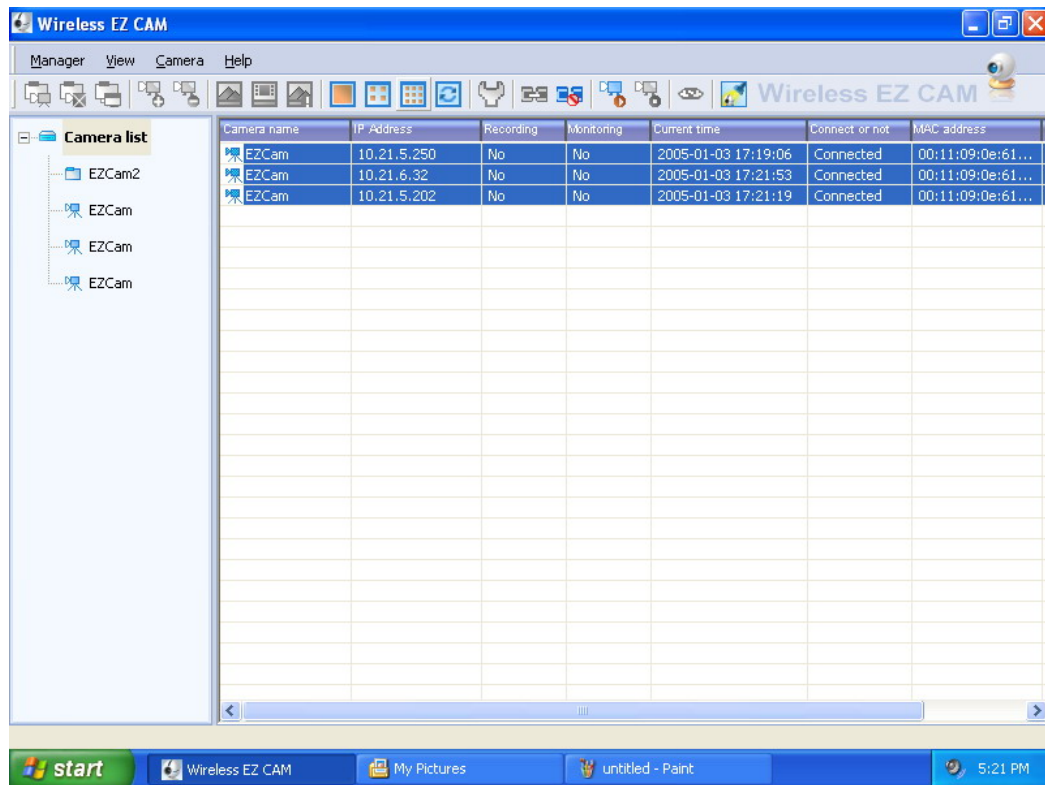 Wireless EZ CAM
Manager View Camera Help
Wireless EZ CAM
Camera list
EZCam2
EZCam
EZCam
EZCam
Camera name IP Address Recording Monitoring Current time Connect or not MAC address
EZCam 10.21.5.250 No No 2005-01-03 17:19:06 Connected 00:11:09:0e:61...
EZCam 10.21.6.32 No No 2005-01-03 17:21:53 Connected 00:11:09:0e:61...
EZCam 10.21.5.202 No No 2005-01-03 17:21:19 Connected 00:11:09:0e:61...
start Wireless EZ CAM My Pictures untitled - Paint 5:21 PM